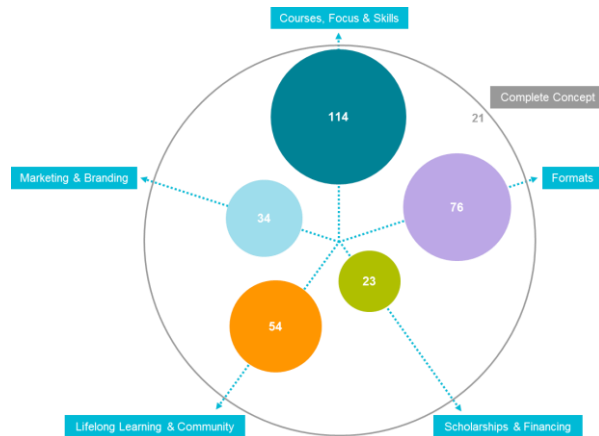 Courses, Focus & Skills
Complete Concept
114
21
Marketing & Branding
Formats
34
76
23
54
Lifelong Learning & Community
Scholarships & Financing